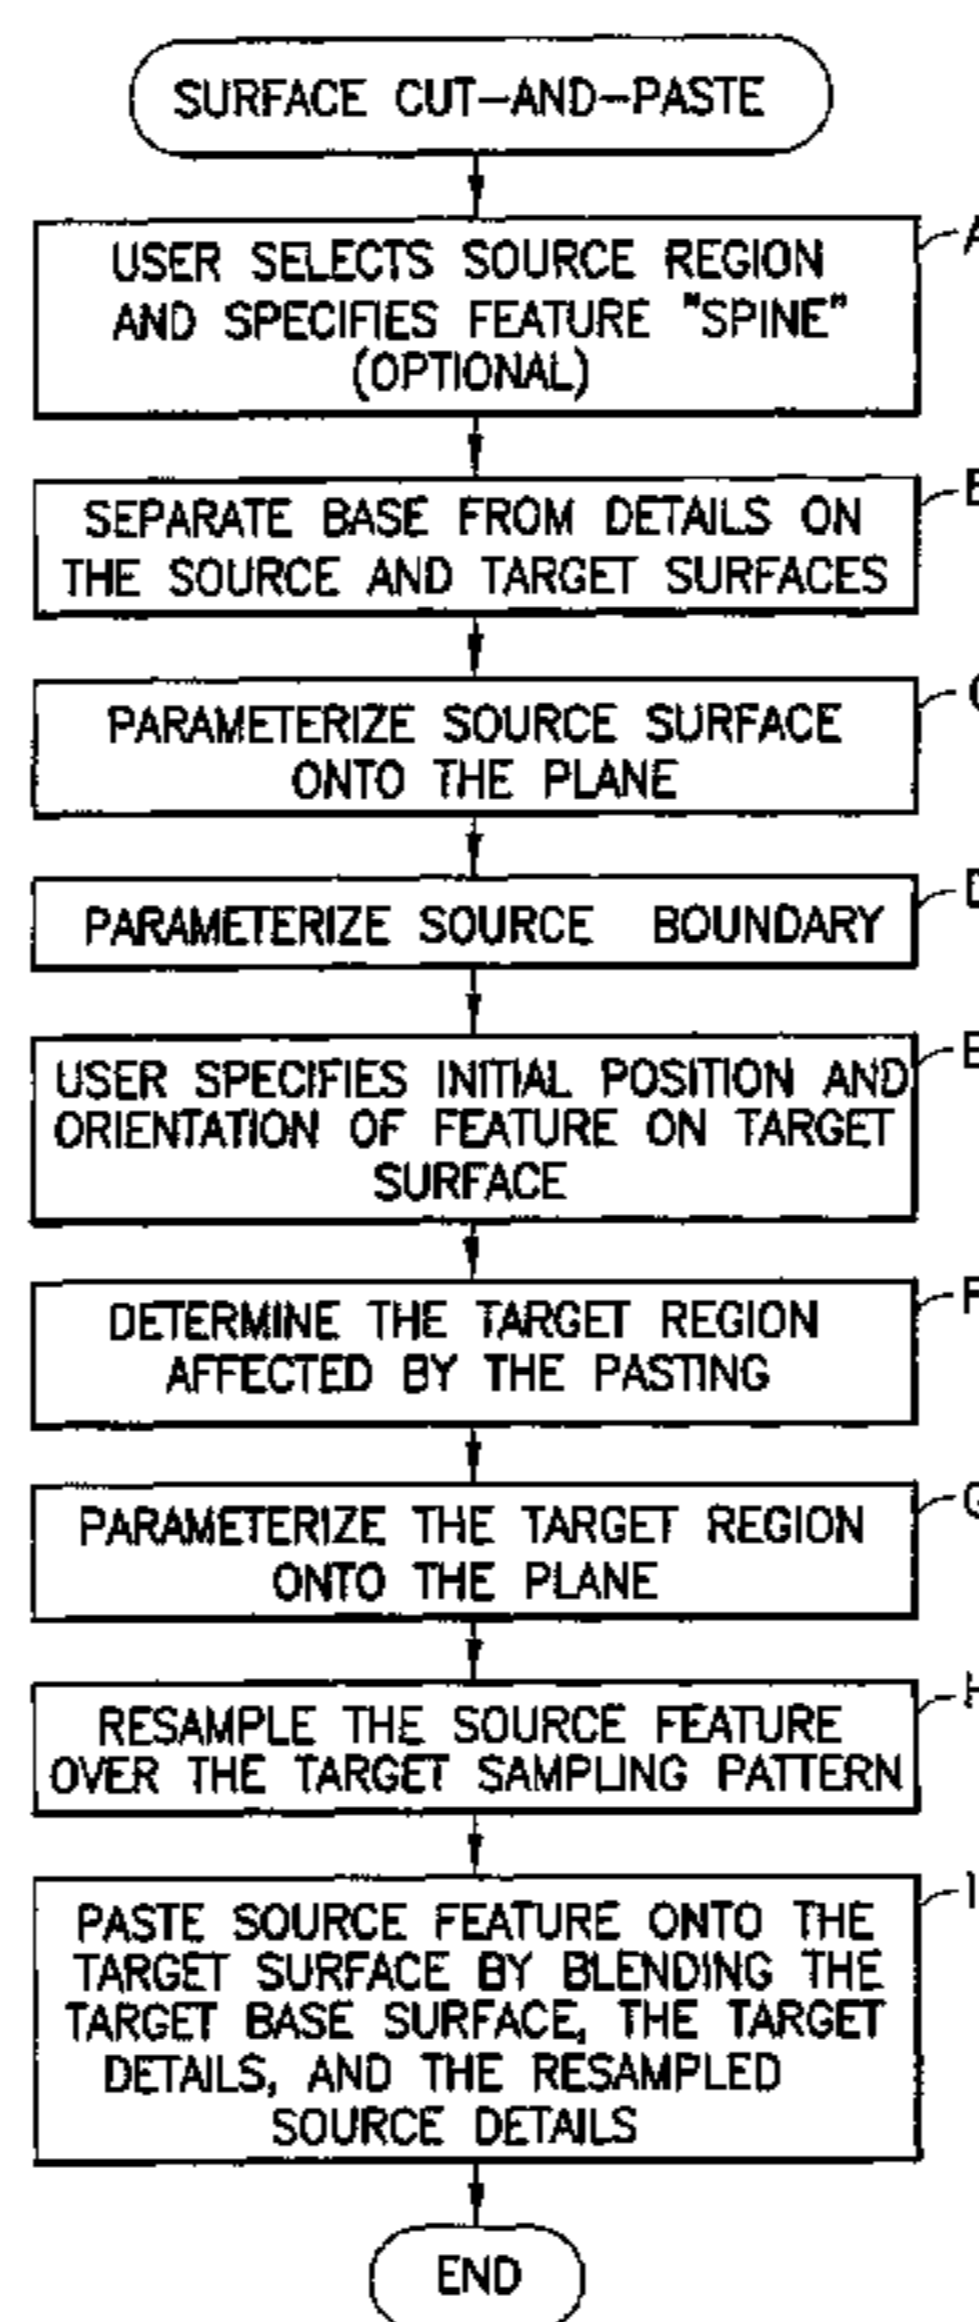 SURFACE CUT-AND-PASTE
A
USER SELECTS SOURCE REGION
AND SPECIFIES FEATURE "SPINE"
(OPTIONAL)
B
SEPARATE BASE FROM DETAILS ON
THE SOURCE AND TARGET SURFACES
C
PARAMETERIZE SOURCE SURFACE
ONTO THE PLANE
D
PARAMETERIZE SOURCE BOUNDARY
E
USER SPECIFIES INITIAL POSITION AND
ORIENTATION OF FEATURE ON TARGET
SURFACE
F
DETERMINE THE TARGET REGION
AFFECTED BY THE PASTING
G
PARAMETERIZE THE TARGET REGION
ONTO THE PLANE
H
RESAMPLE THE SOURCE FEATURE
OVER THE TARGET SAMPLING PATTERN
I
PASTE SOURCE FEATURE ONTO THE
TARGET SURFACE BY BLENDING THE
TARGET BASE SURFACE, THE TARGET
DETAILS, AND THE RESAMPLED
SOURCE DETAILS
END